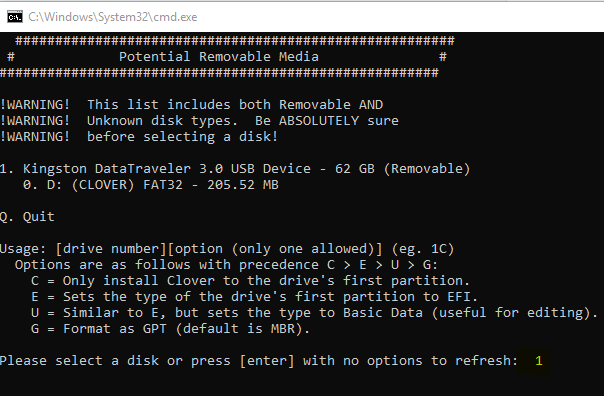 C:\Windows\System32\cmd.exe
#######################################################
# Potential Removable Media #
#######################################################
!WARNING! This list includes both Removable AND
!WARNING! Unknown disk types. Be ABSOLUTELY sure
!WARNING! before selecting a disk!
1. Kingston DataTraveler 3.0 USB Device - 62 GB (Removable)
0. D: (CLOVER) FAT32 - 205.52 MB
Q. Quit
Usage: [drive number][option (only one allowed)] (eg. 1C)
Options are as follows with precedence C > E > U > G:
C = Only install Clover to the drive's first partition.
E = Sets the type of the drive's first partition to EFI.
U = Similar to E, but sets the type to Basic Data (useful for editing).
G = Format as GPT (default is MBR).
Please select a disk or press [enter] with no options to refresh: 1